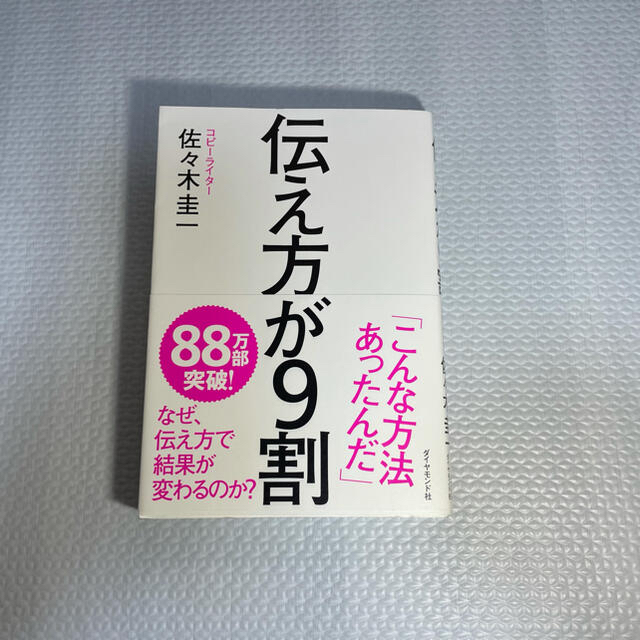 伝え方が9割
コピーライター
佐々木圭一
「こんな方法
あったんだ」
88万部
突破!
なぜ、
伝え方で
結果が
変わるのか?
ダイヤモンド社